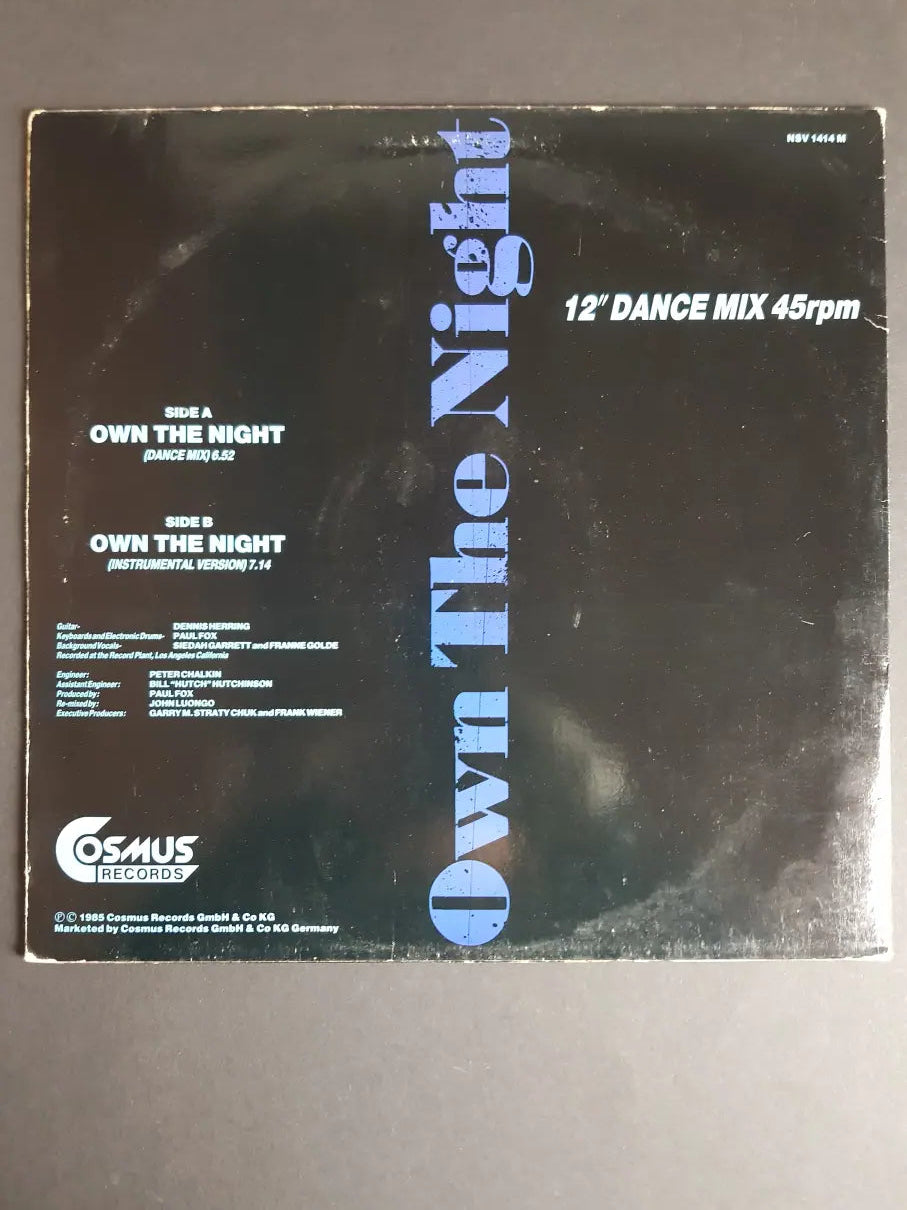 NSV 1414 M
Own The Night
12" DANCE MIX 45rpm
SIDE A
OWN THE NIGHT
(DANCE MIX) 6.52
SIDE B
OWN THE NIGHT
(INSTRUMENTAL VERSION) 7.14
Guitar- DENNIS HERRING
Keyboards and Electronic Drums- PAUL FOX
Background Vocals- SIEDAH GARRETT and FRANNE GOLDE
Recorded at the Record Plant, Los Angeles California
Engineer: PETER CHALKIN
Assistant Engineer: BILL "HUTCH" HUTCHINSON
Produced by: PAUL FOX
Re-mixed by: JOHN LUONGO
Executive Producers: GARRY M. STRATY CHUK and FRANK WIENER
COSMUS
RECORDS
℗ © 1985 Cosmus Records GmbH & Co KG
Marketed by Cosmus Records GmbH & Co KG Germany